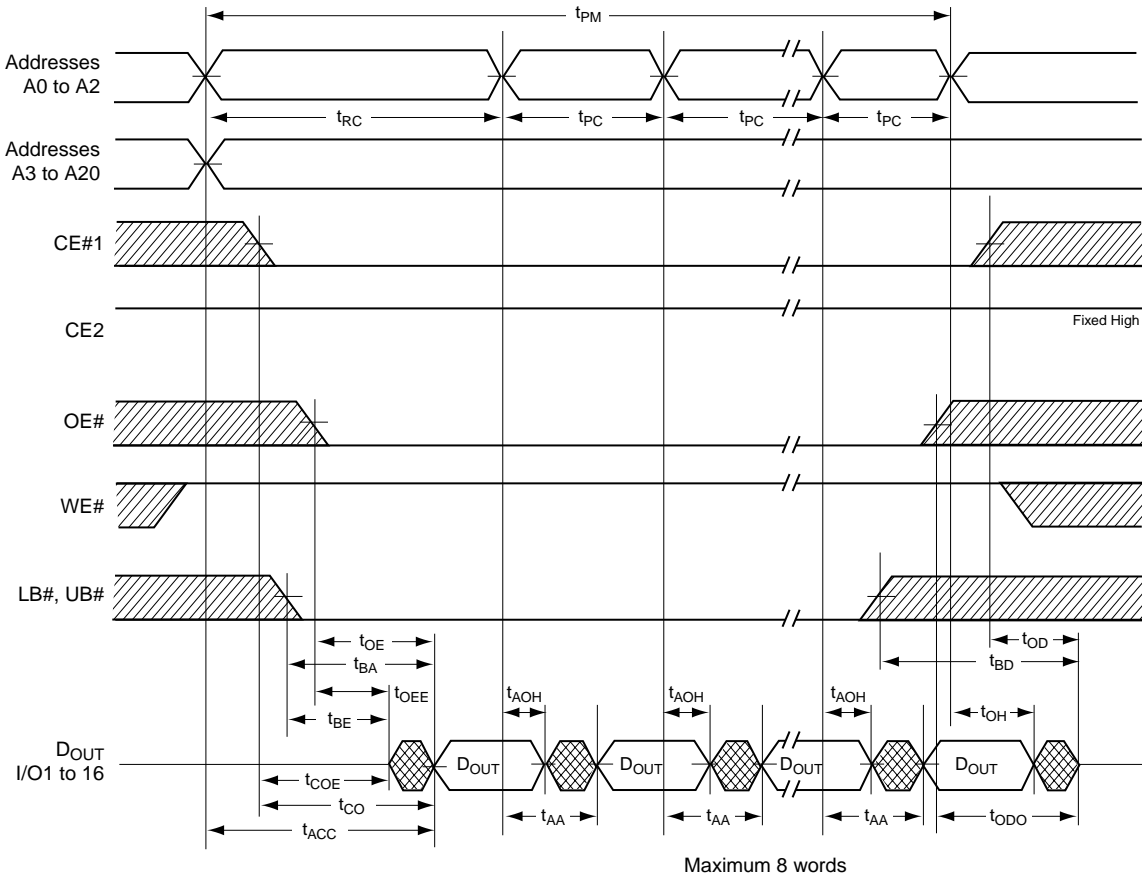 tPM
Addresses
A0 to A2
tRC
tPC
tPC
tPC
Addresses
A3 to A20
CE#1
CE2
Fixed High
OE#
WE#
LB#, UB#
tOE
tOD
tBA
tBD
tOEE
tAOH
tAOH
tAOH
tBE
tOH
DOUT
I/O1 to 16
DOUT
DOUT
DOUT
DOUT
tCOE
tCO
tAA
tAA
tAA
tODO
tACC
Maximum 8 words